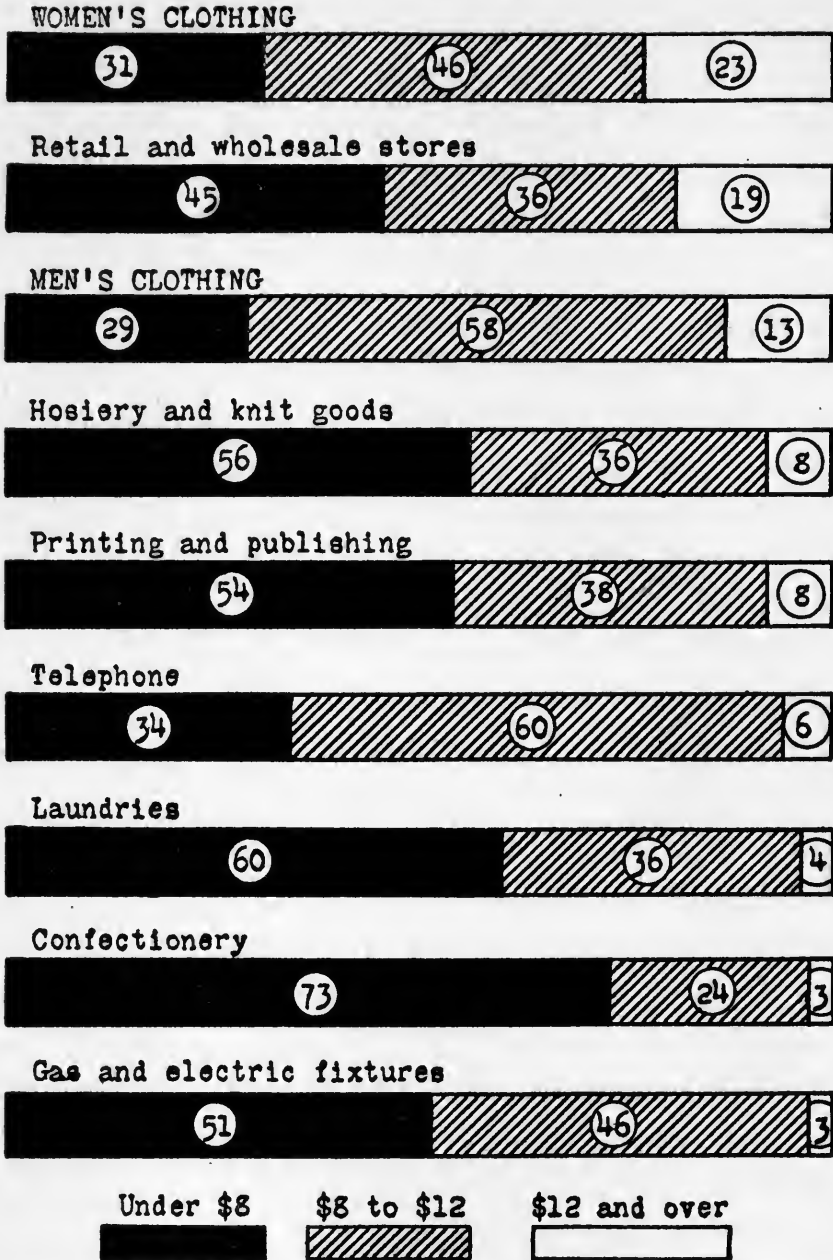 WOMEN'S CLOTHING
31 46 23
Retail and wholesale stores
45 36 19
MEN'S CLOTHING
29 58 13
Hosiery and knit goods
56 36 8
Printing and publishing
54 38 8
Telephone
34 60 6
Laundries
60 36 4
Confectionery
73 24 3
Gas and electric fixtures
51 46 3
Under $8 $8 to $12 $12 and over